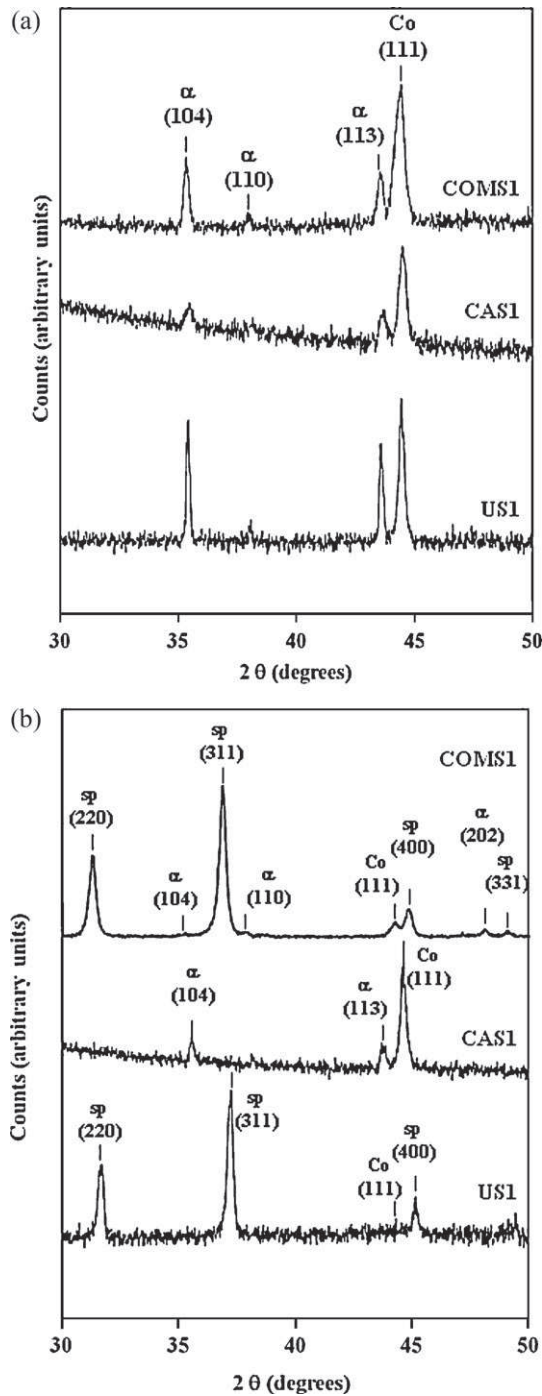 (a)
Co
(111)
α
(104)
α
(113)
α
(110)
COMS1
CAS1
US1
Counts (arbitrary units)
30 35 40 45 50
2 θ (degrees)
(b)
sp
(311)
COMS1
sp
(220)
sp
(400)
α
(202)
α
(104)
α
(110)
Co
(111)
sp
(331)
Co
(111)
α
(104)
α
(113)
CAS1
sp
(220)
sp
(311)
sp
(400)
Co
(111)
US1
Counts (arbitrary units)
30 35 40 45 50
2 θ (degrees)